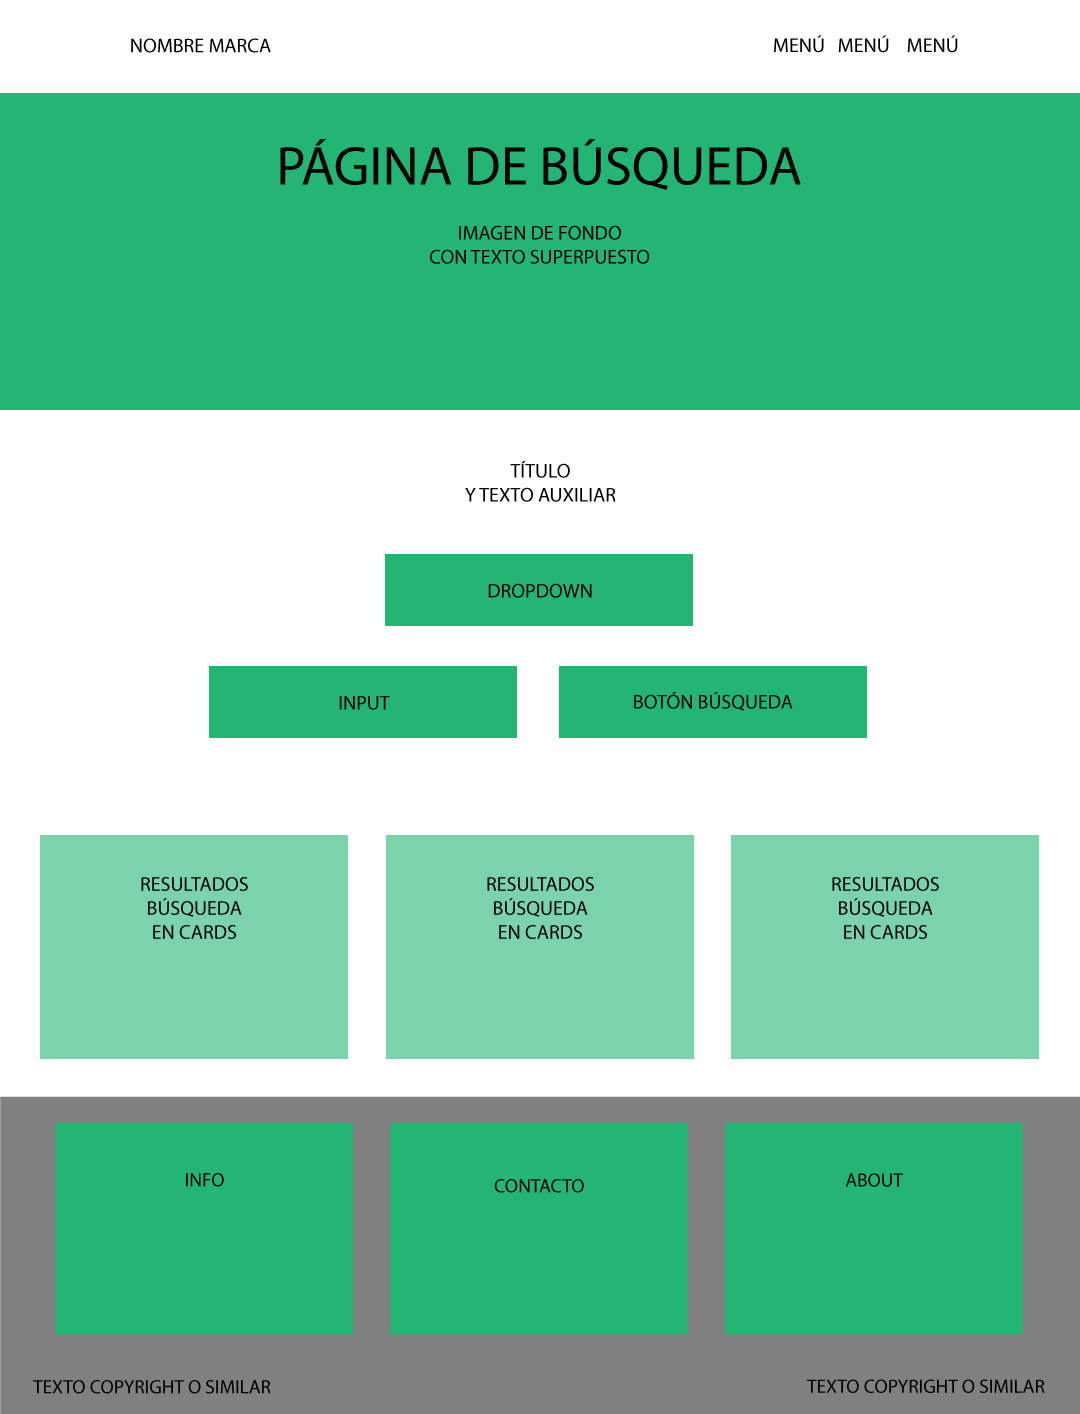 NOMBRE MARCA
MENÚ MENÚ MENÚ
PÁGINA DE BÚSQUEDA
IMAGEN DE FONDO
CON TEXTO SUPERPUESTO
TÍTULO
Y TEXTO AUXILIAR
DROPDOWN
INPUT
BOTÓN BÚSQUEDA
RESULTADOS
BÚSQUEDA
EN CARDS
RESULTADOS
BÚSQUEDA
EN CARDS
RESULTADOS
BÚSQUEDA
EN CARDS
INFO
CONTACTO
ABOUT
TEXTO COPYRIGHT O SIMILAR
TEXTO COPYRIGHT O SIMILAR